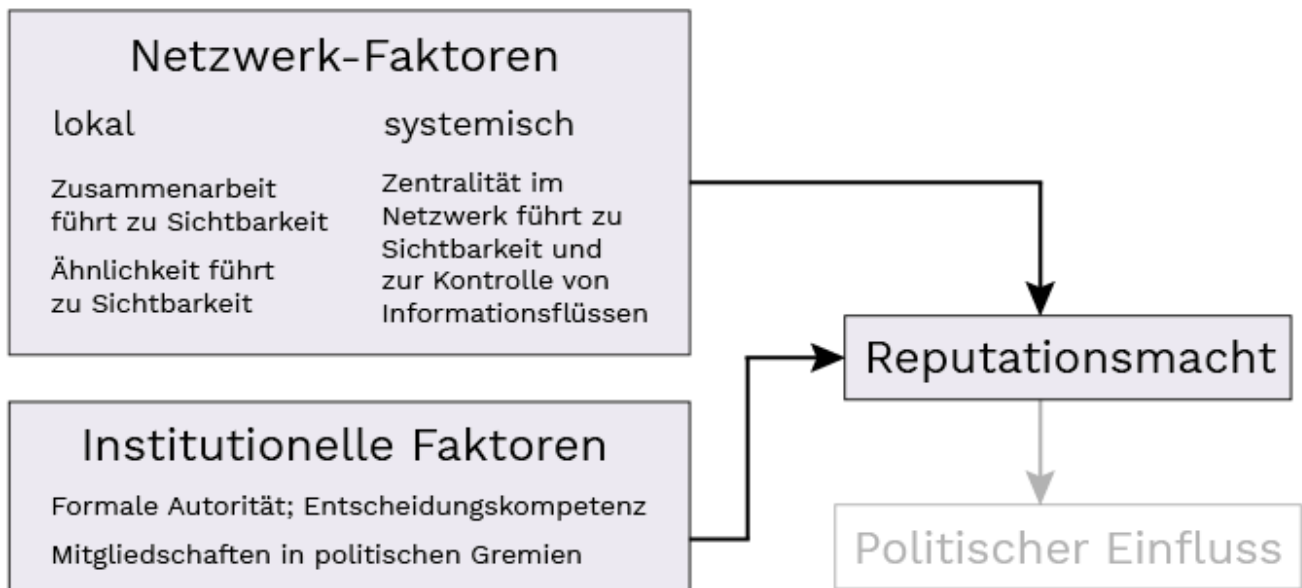 Netzwerk-Faktoren
lokal
Zusammenarbeit
führt zu Sichtbarkeit
Ähnlichkeit führt
zu Sichtbarkeit
systemisch
Zentralität im
Netzwerk führt zu
Sichtbarkeit und
zur Kontrolle von
Informationsflüssen
Institutionelle Faktoren
Formale Autorität; Entscheidungskompetenz
Mitgliedschaften in politischen Gremien
Reputationsmacht
Politischer Einfluss